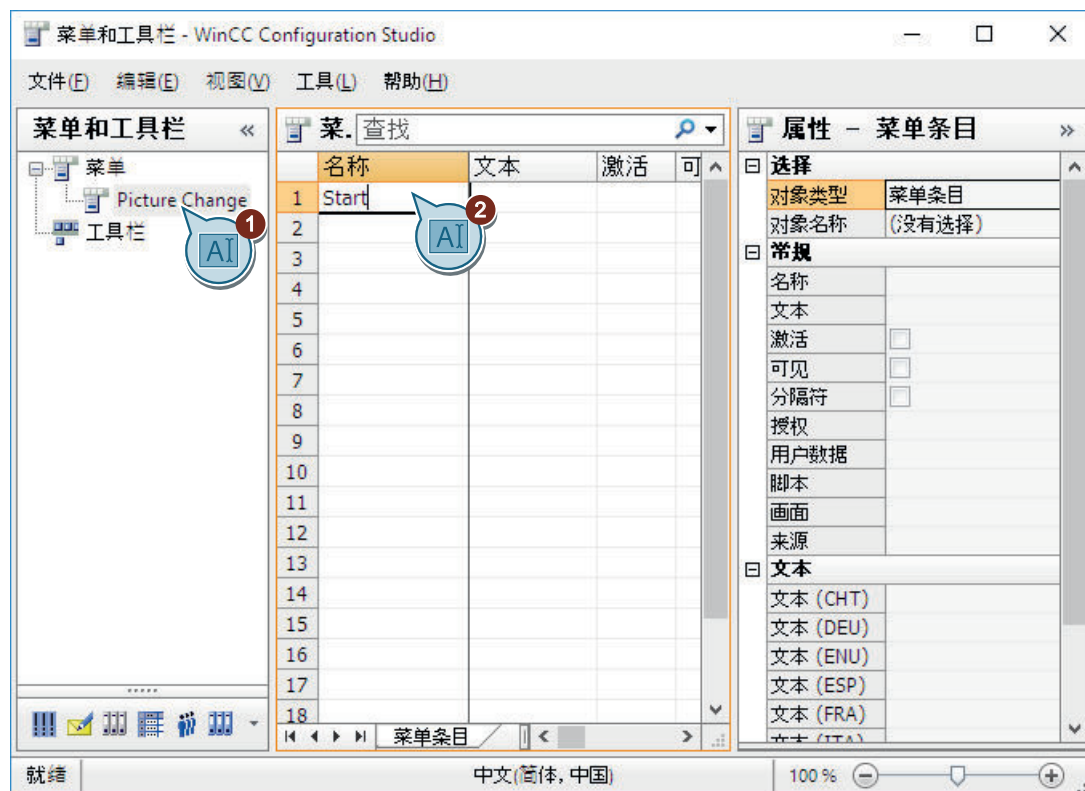 菜单和工具栏 - WinCC Configuration Studio
文件(F) 编辑(E) 视图(V) 工具(L) 帮助(H)
菜单和工具栏 «
菜单
Picture Change
工具栏
1
AI
菜. 查找
名称 文本 激活 可
1 Start
2
3
4
5
6
7
8
9
10
11
12
13
14
15
16
17
18
2
AI
菜单条目
属性 - 菜单条目 »
选择
对象类型 菜单条目
对象名称 (没有选择)
常规
名称
文本
激活
可见
分隔符
授权
用户数据
脚本
画面
来源
文本
文本 (CHT)
文本 (DEU)
文本 (ENU)
文本 (ESP)
文本 (FRA)
文本 (ITA)
就绪 中文(简体, 中国) 100 %